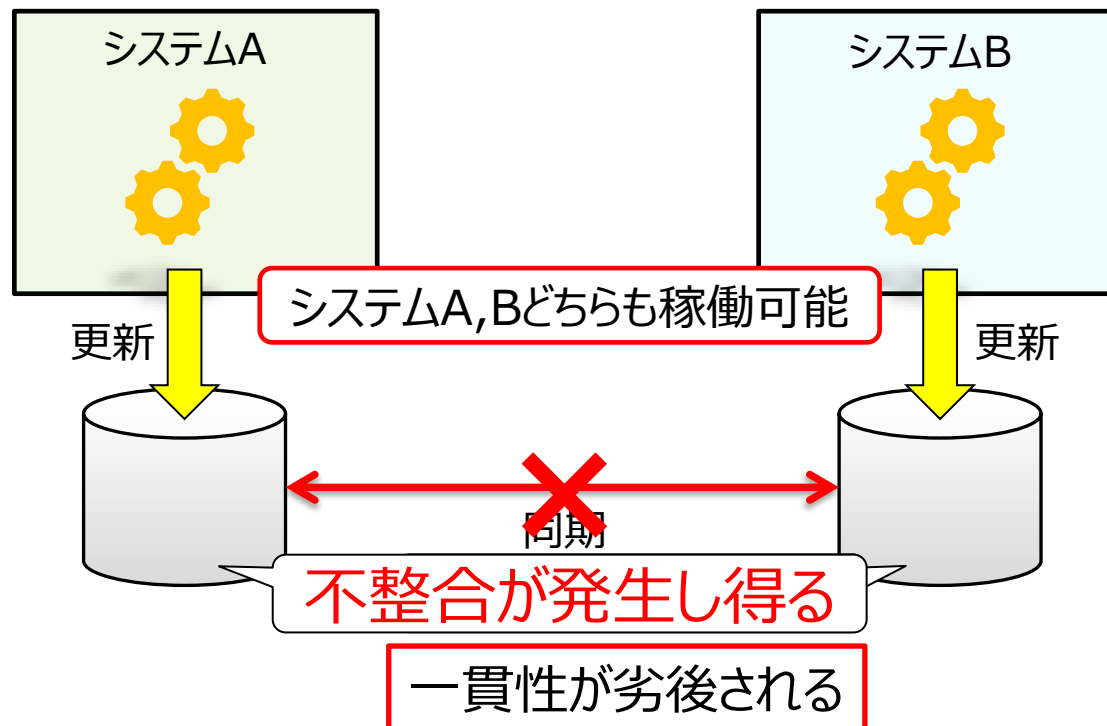 システムA
システムB
システムA,Bどちらも稼働可能
更新
更新
同期
不整合が発生し得る
一貫性が劣後される